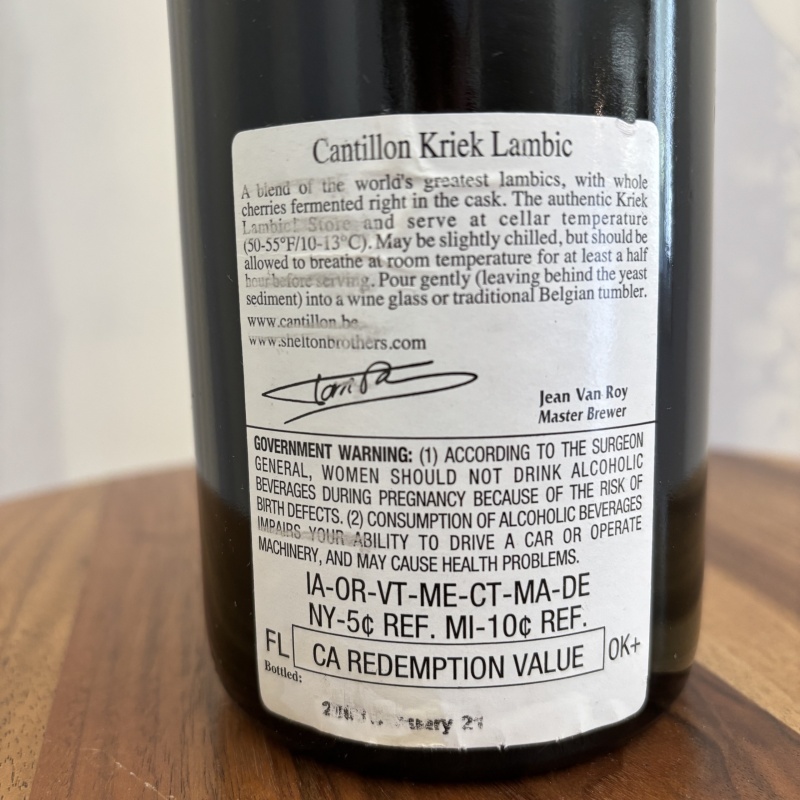 Cantillon Kriek Lambic
A blend of the world's greatest lambics, with whole
cherries fermented right in the cask. The authentic Kriek
Lambic! Store and serve at cellar temperature
(50-55°F/10-13°C). May be slightly chilled, but should be
allowed to breathe at room temperature for at least a half
hour before serving. Pour gently (leaving behind the yeast
sediment) into a wine glass or traditional Belgian tumbler.
www.cantillon.be
www.sheltonbrothers.com
Jean Van Roy
Master Brewer
GOVERNMENT WARNING: (1) ACCORDING TO THE SURGEON
GENERAL, WOMEN SHOULD NOT DRINK ALCOHOLIC
BEVERAGES DURING PREGNANCY BECAUSE OF THE RISK OF
BIRTH DEFECTS. (2) CONSUMPTION OF ALCOHOLIC BEVERAGES
IMPAIRS YOUR ABILITY TO DRIVE A CAR OR OPERATE
MACHINERY, AND MAY CAUSE HEALTH PROBLEMS.
IA-OR-VT-ME-CT-MA-DE
NY-5¢ REF. MI-10¢ REF.
FL CA REDEMPTION VALUE OK+
Bottled: